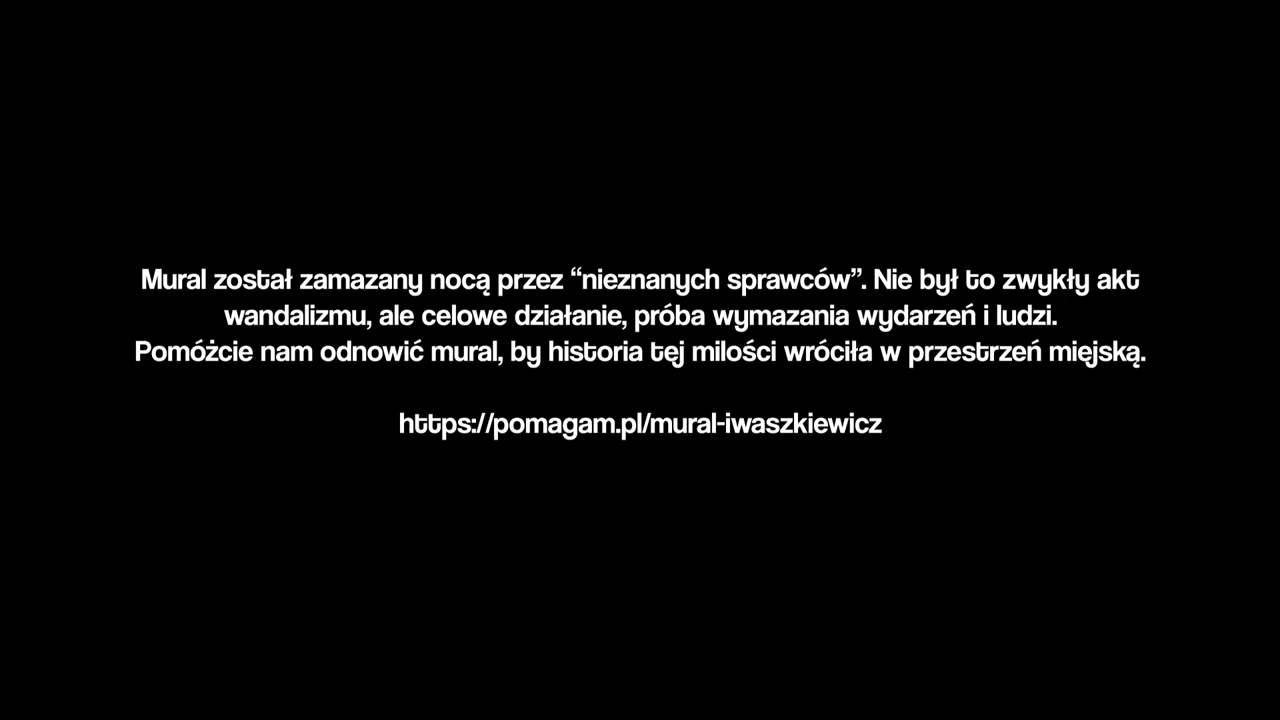 Mural został zamazany nocą przez “nieznanych sprawców”. Nie był to zwykły akt
wandalizmu, ale celowe działanie, próba wymazania wydarzeń i ludzi.
Pomóżcie nam odnowić mural, by historia tej milości wróciła w przestrzeń miejską.
https://pomagam.pl/mural-iwaszkiewicz